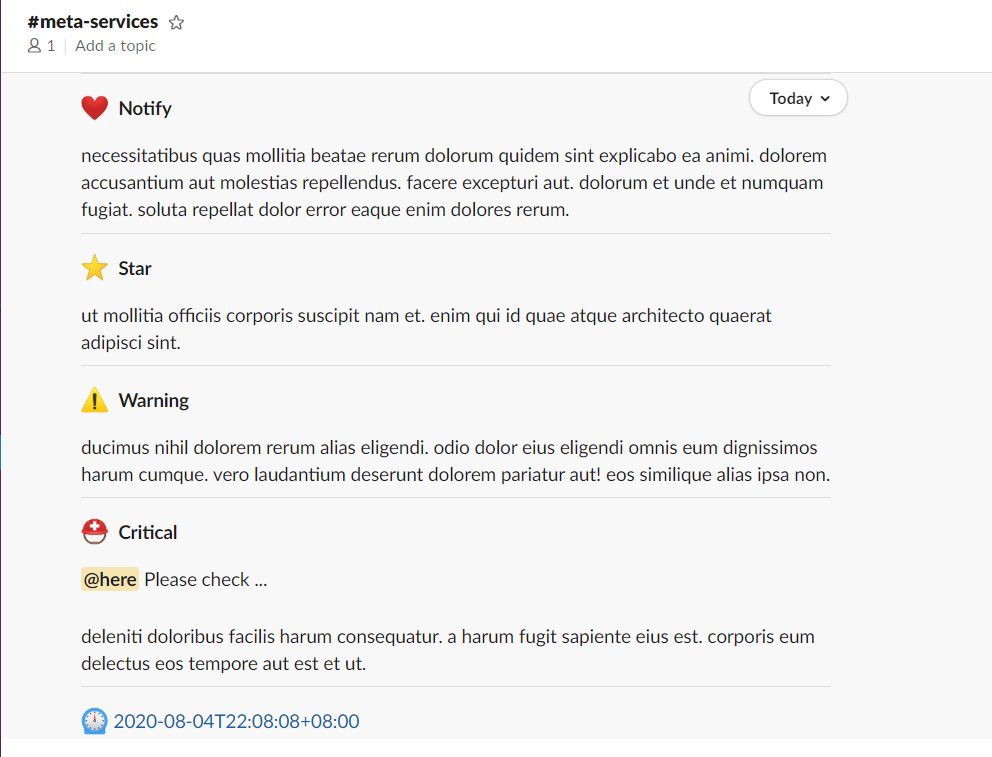 #meta-services
1 | Add a topic
Today
Notify
necessitatibus quas mollitia beatae rerum dolorum quidem sint explicabo ea animi. dolorem
accusantium aut molestias repellendus. facere excepturi aut. dolorum et unde et numquam
fugiat. soluta repellat dolor error eaque enim dolores rerum.
Star
ut mollitia officiis corporis suscipit nam et. enim qui id quae atque architecto quaerat
adipisci sint.
Warning
ducimus nihil dolorem rerum alias eligendi. odio dolor eius eligendi omnis eum dignissimos
harum cumque. vero laudantium deserunt dolorem pariatur aut! eos similique alias ipsa non.
Critical
@here Please check ...
deleniti doloribus facilis harum consequatur. a harum fugit sapiente eius est. corporis eum
delectus eos tempore aut est et ut.
2020-08-04T22:08:08+08:00